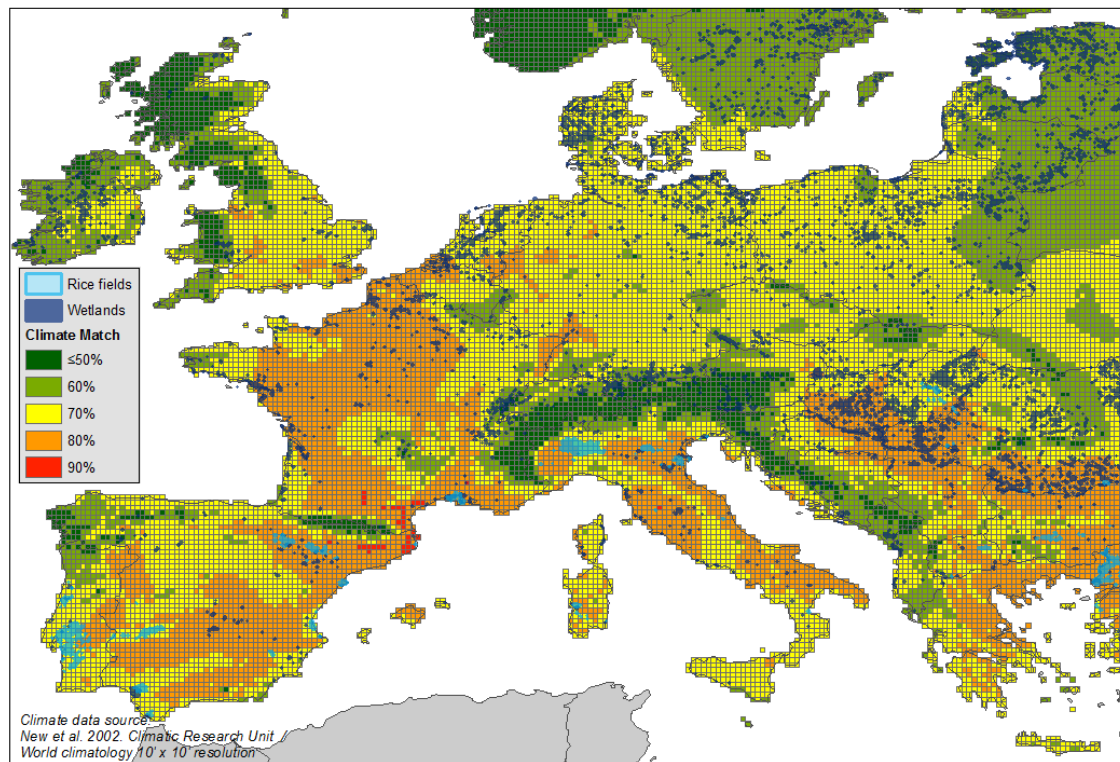 Rice fields
Wetlands
Climate Match
≤50%
60%
70%
80%
90%
Climate data source:
New et al. 2002. Climatic Research Unit /
World climatology 10' x 10' resolution